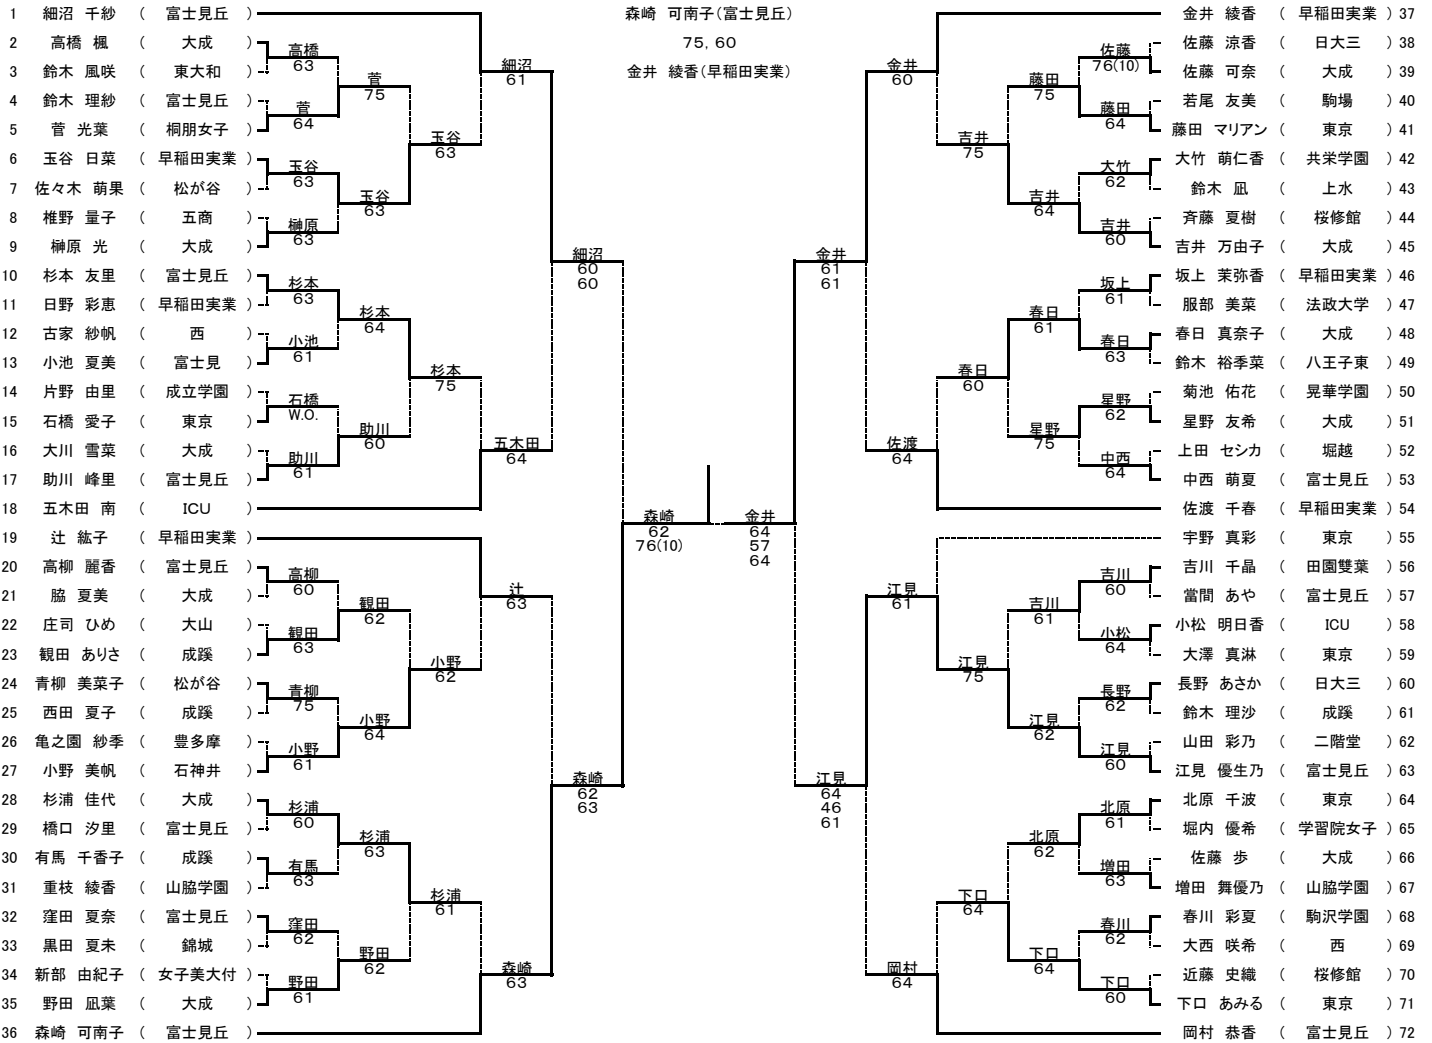 森崎 可南子(富士見丘)
75, 60
金井 綾香(早稲田実業)
1 細沼 千紗 ( 富士見丘 )
2 高橋 楓 ( 大成 )
3 鈴木 風咲 ( 東大和 )
4 鈴木 理紗 ( 富士見丘 )
5 菅 光葉 ( 桐朋女子 )
6 玉谷 日菜 ( 早稲田実業 )
7 佐々木 萌果 ( 松が谷 )
8 椎野 量子 ( 五商 )
9 榊原 光 ( 大成 )
10 杉本 友里 ( 富士見丘 )
11 日野 彩恵 ( 早稲田実業 )
12 古家 紗帆 ( 西 )
13 小池 夏美 ( 富士見 )
14 片野 由里 ( 成立学園 )
15 石橋 愛子 ( 東京 )
16 大川 雪菜 ( 大成 )
17 助川 峰里 ( 富士見丘 )
18 五木田 南 ( ICU )
19 辻 紘子 ( 早稲田実業 )
20 高柳 麗香 ( 富士見丘 )
21 脇 夏美 ( 大成 )
22 庄司 ひめ ( 大山 )
23 観田 ありさ ( 成蹊 )
24 青柳 美菜子 ( 松が谷 )
25 西田 夏子 ( 成蹊 )
26 亀之園 紗季 ( 豊多摩 )
27 小野 美帆 ( 石神井 )
28 杉浦 佳代 ( 大成 )
29 橋口 汐里 ( 富士見丘 )
30 有馬 千香子 ( 成蹊 )
31 重枝 綾香 ( 山脇学園 )
32 窪田 夏奈 ( 富士見丘 )
33 黒田 夏未 ( 錦城 )
34 新部 由紀子 ( 女子美大付 )
35 野田 凪葉 ( 大成 )
36 森崎 可南子 ( 富士見丘 )
高橋
63
菅
64
玉谷
63
榊原
63
杉本
63
小池
61
石橋
W.O.
助川
61
高柳
60
観田
63
青柳
75
小野
61
杉浦
60
有馬
63
窪田
62
野田
61
菅
75
玉谷
63
杉本
64
助川
60
観田
62
小野
64
杉浦
63
野田
62
玉谷
63
杉本
75
小野
62
杉浦
61
細沼
61
五木田
64
辻
63
森崎
63
細沼
60
60
森崎
62
63
森崎
62
76(10)
金井
64
57
64
金井
61
61
江見
64
46
61
金井
60
佐渡
64
江見
61
岡村
64
吉井
75
春日
60
江見
75
下口
64
藤田
75
吉井
64
春日
61
星野
75
吉川
61
江見
62
北原
62
下口
64
佐藤
76(10)
藤田
64
大竹
62
吉井
60
坂上
61
春日
63
星野
62
中西
64
吉川
60
小松
64
長野
62
江見
60
北原
61
増田
63
春川
62
下口
60
金井 綾香 ( 早稲田実業 ) 37
佐藤 涼香 ( 日大三 ) 38
佐藤 可奈 ( 大成 ) 39
若尾 友美 ( 駒場 ) 40
藤田 マリアン ( 東京 ) 41
大竹 萌仁香 ( 共栄学園 ) 42
鈴木 凪 ( 上水 ) 43
斉藤 夏樹 ( 桜修館 ) 44
吉井 万由子 ( 大成 ) 45
坂上 茉弥香 ( 早稲田実業 ) 46
服部 美菜 ( 法政大学 ) 47
春日 真奈子 ( 大成 ) 48
鈴木 裕季菜 ( 八王子東 ) 49
菊池 佑花 ( 晃華学園 ) 50
星野 友希 ( 大成 ) 51
上田 セシカ ( 堀越 ) 52
中西 萌夏 ( 富士見丘 ) 53
佐渡 千春 ( 早稲田実業 ) 54
宇野 真彩 ( 東京 ) 55
吉川 千晶 ( 田園雙葉 ) 56
當間 あや ( 富士見丘 ) 57
小松 明日香 ( ICU ) 58
大澤 真淋 ( 東京 ) 59
長野 あさか ( 日大三 ) 60
鈴木 理沙 ( 成蹊 ) 61
山田 彩乃 ( 二階堂 ) 62
江見 優生乃 ( 富士見丘 ) 63
北原 千波 ( 東京 ) 64
堀内 優希 ( 学習院女子 ) 65
佐藤 歩 ( 大成 ) 66
増田 舞優乃 ( 山脇学園 ) 67
春川 彩夏 ( 駒沢学園 ) 68
大西 咲希 ( 西 ) 69
近藤 史織 ( 桜修館 ) 70
下口 あみる ( 東京 ) 71
岡村 恭香 ( 富士見丘 ) 72